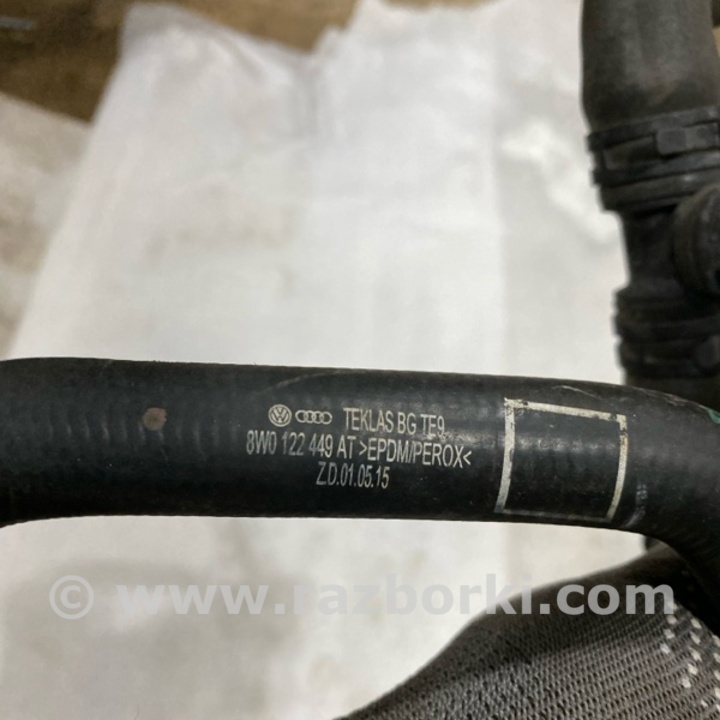 TEKLAS BG TE9
8W0 122 449 AT >EPDM/PEROX<
Z.D.01.05.15
© www.razborki.com